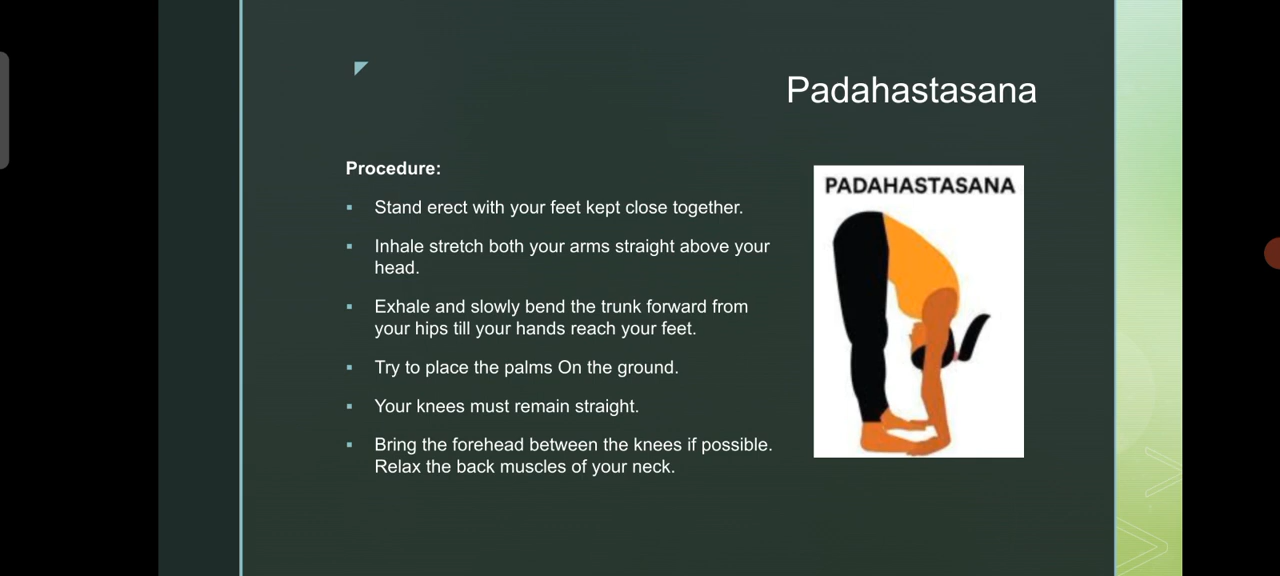 Padahastasana
Procedure:
Stand erect with your feet kept close together.
Inhale stretch both your arms straight above your
head.
Exhale and slowly bend the trunk forward from
your hips till your hands reach your feet.
Try to place the palms On the ground.
Your knees must remain straight.
Bring the forehead between the knees if possible.
Relax the back muscles of your neck.
PADAHASTASANA